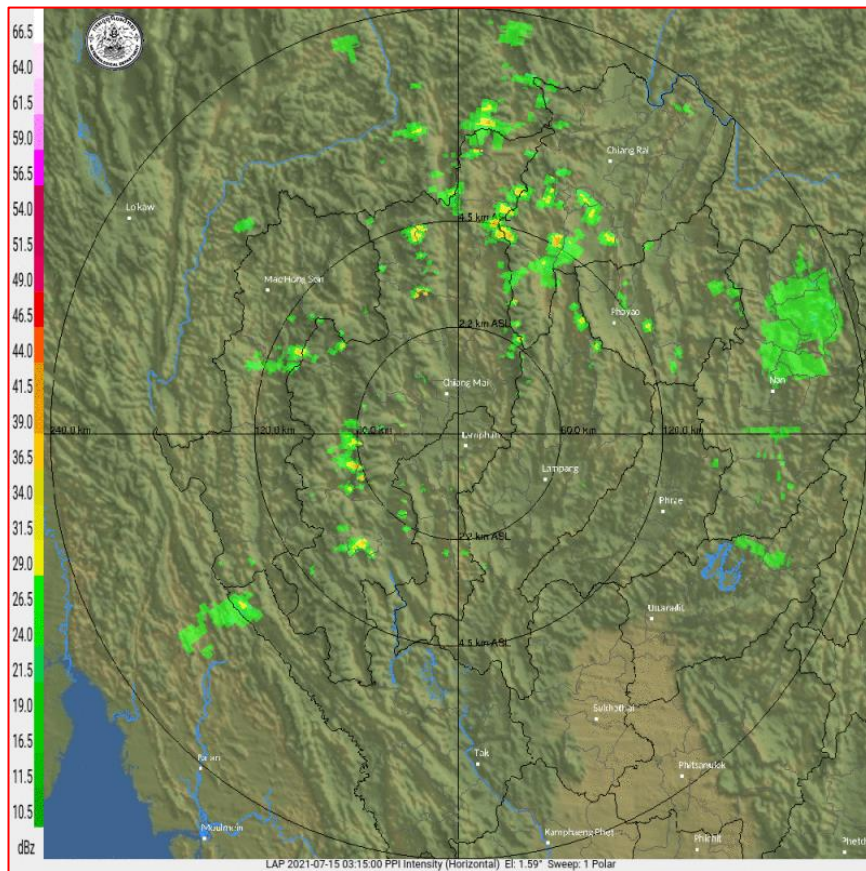 66.5
64.0
61.5
59.0
56.5
54.0
51.5
49.0
46.5
44.0
41.5
39.0
36.5
34.0
31.5
29.0
26.5
24.0
21.5
19.0
16.5
14.0
11.5
10.5
dBz
Chiang Rai
Lo'kaw
4.5 km ASL
Mae Hong Son
Phayao
2.2 km ASL
Chiang Mai
Nan
240.0 km
120.0 km
60.0 km
120.0 km
Lamphun
Lampang
Phrae
2.2 km ASL
Uttaradit
4.5 km ASL
Sukhothai
Tak
Pa'an
Phitsanulok
Moulmein
Kamphaeng Phet
Phichit
LAP 2021-07-15 03:15:00 PPI Intensity (Horizontal) El: 1.59° Sweep: 1 Polar